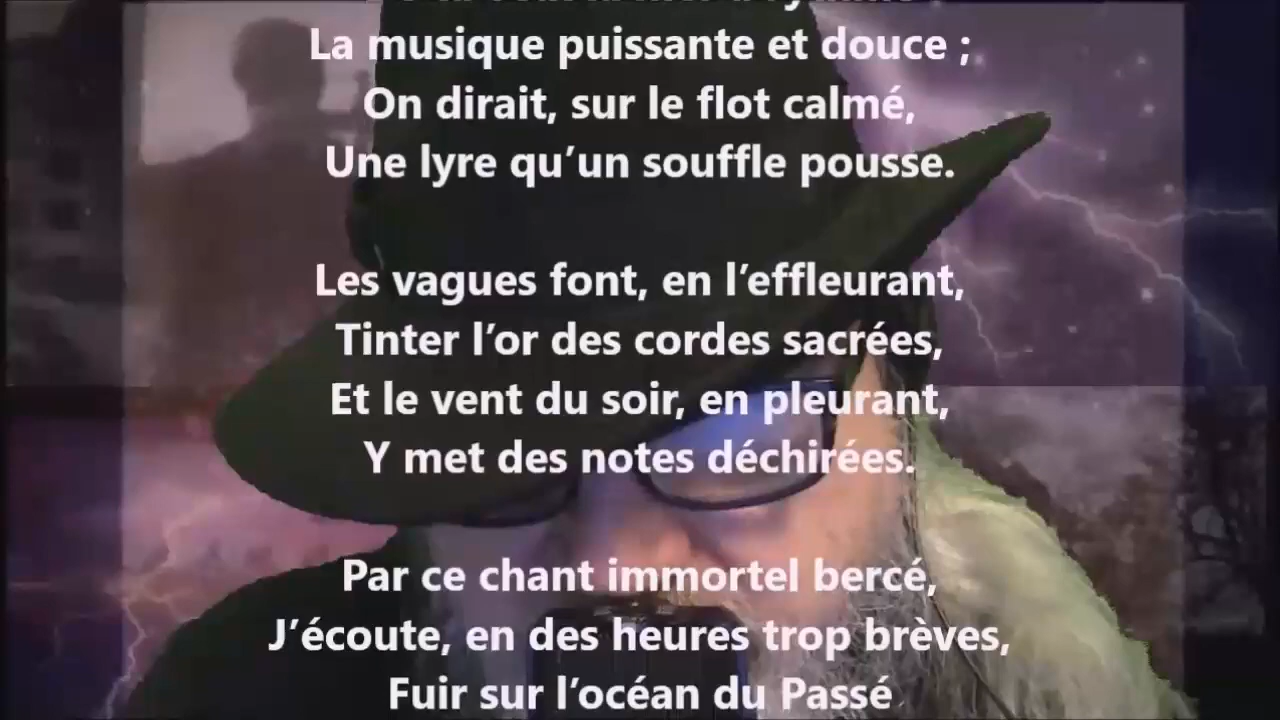 La musique puissante et douce ;
On dirait, sur le flot calmé,
Une lyre qu’un souffle pousse.
Les vagues font, en l’effleurant,
Tinter l’or des cordes sacrées,
Et le vent du soir, en pleurant,
Y met des notes déchirées.
Par ce chant immortel bercé,
J’écoute, en des heures trop brèves,
Fuir sur l’océan du Passé